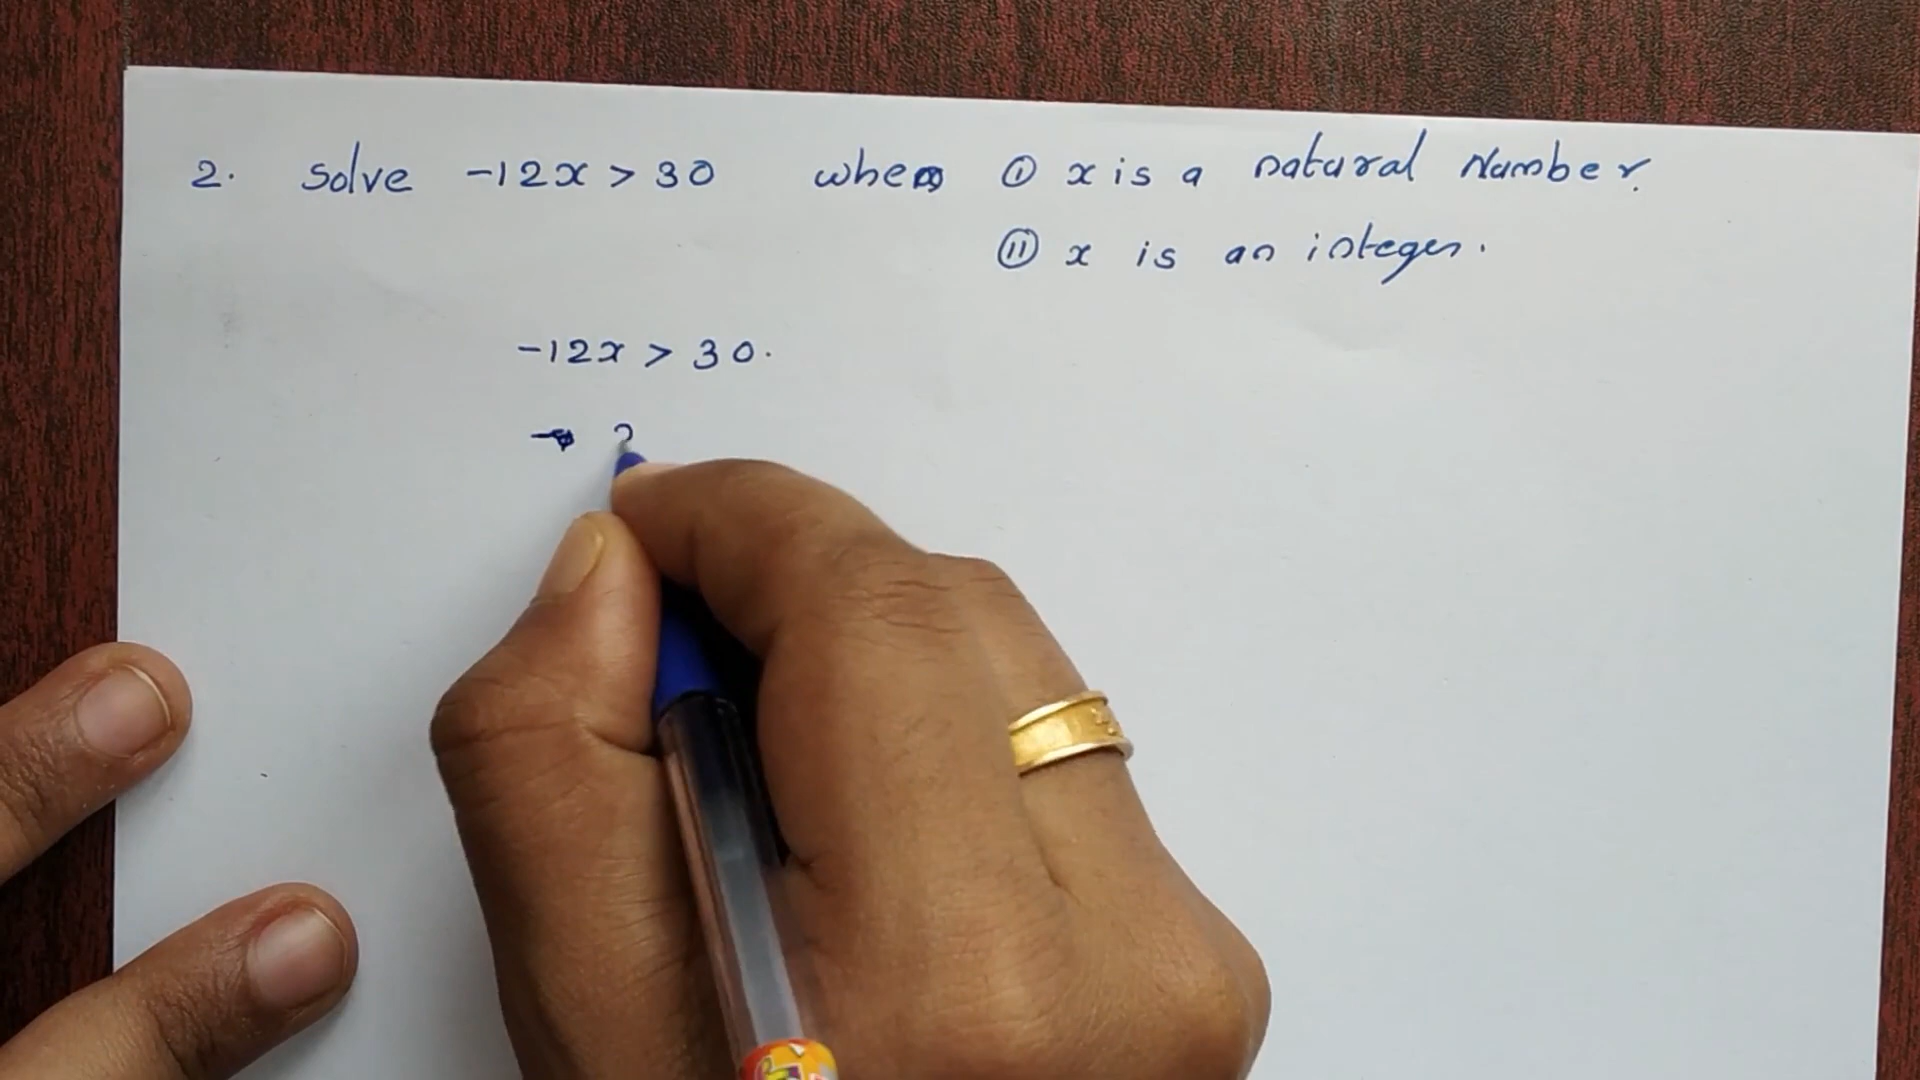 2. Solve -12x > 30 when (i) x is a natural Number.
(ii) x is an integer.
-12x > 30.